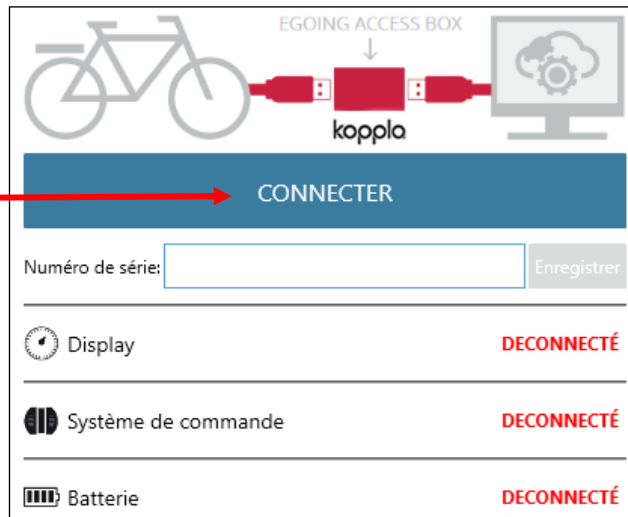 EGOING ACCESS BOX
koppla
CONNECTER
Numéro de série:
Enregistrer
Display
DECONNECTÉ
Système de commande
DECONNECTÉ
Batterie
DECONNECTÉ